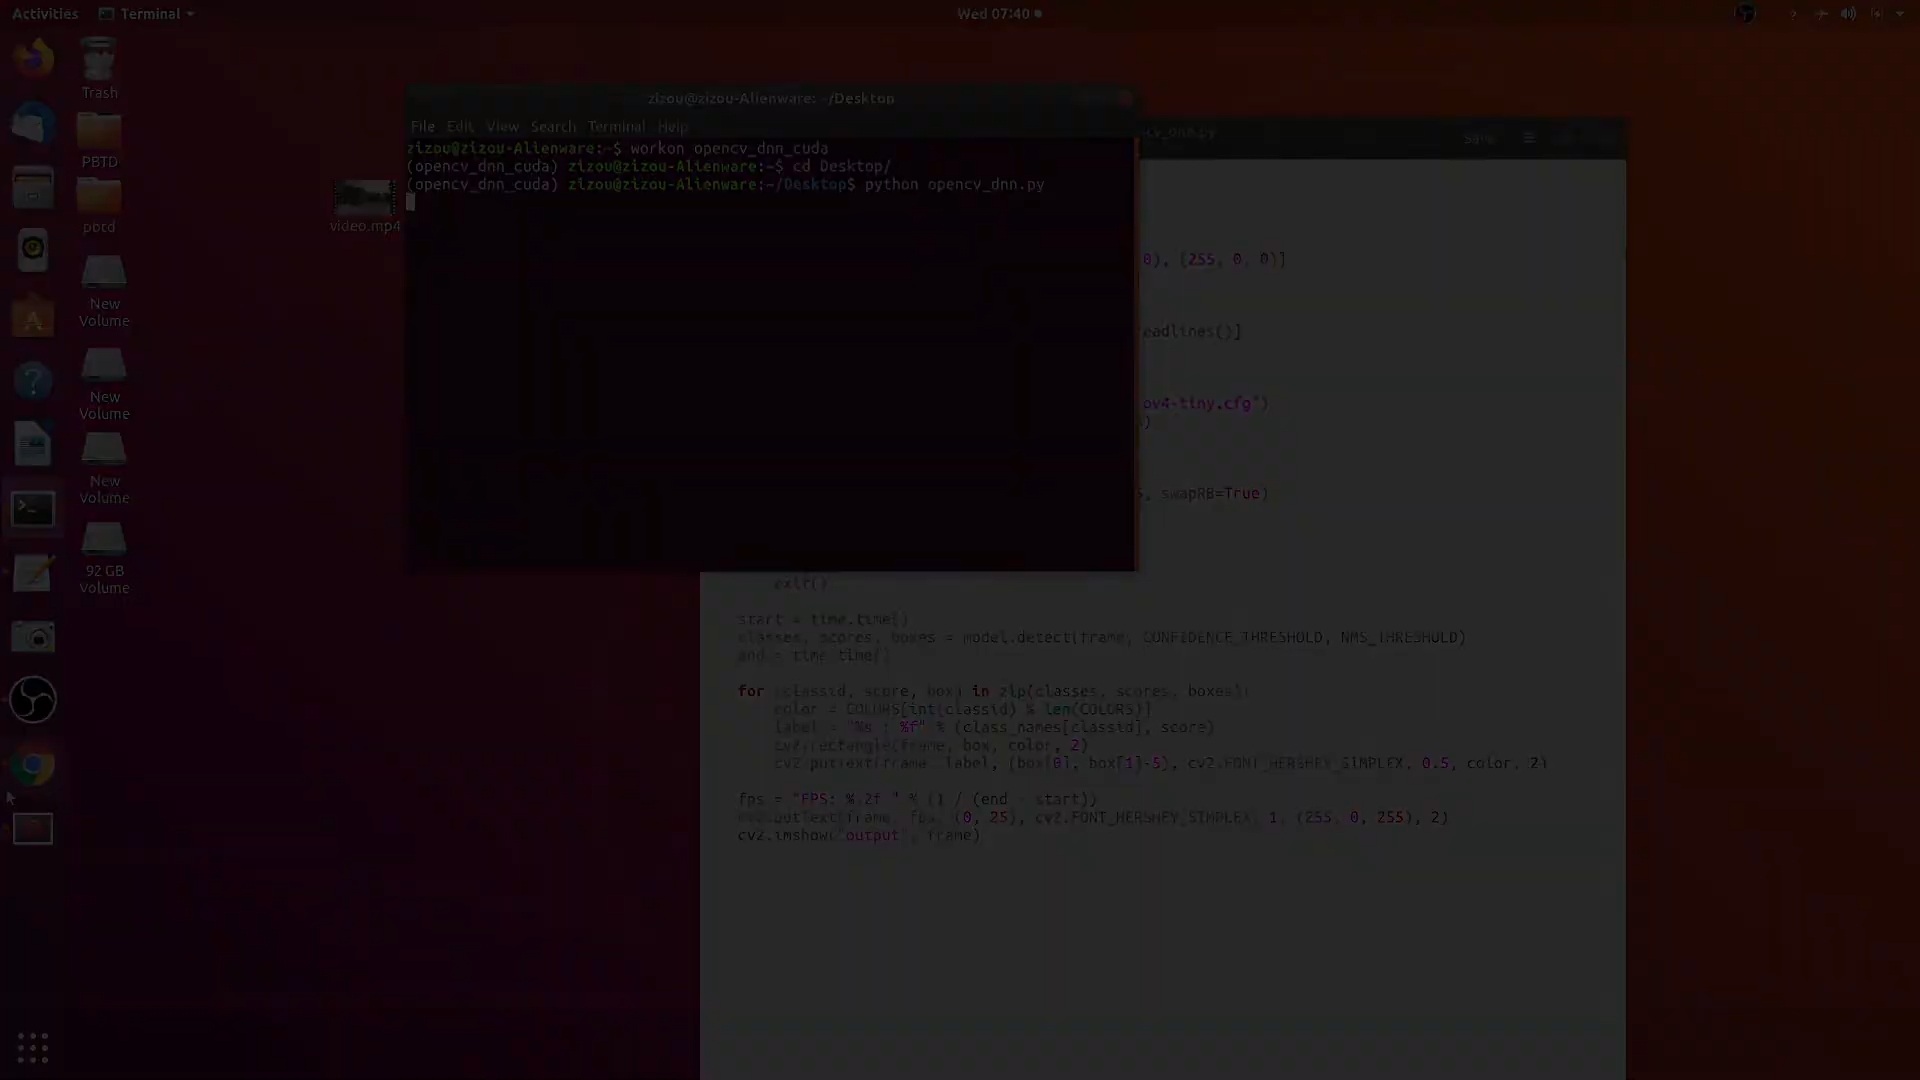 Activities
Terminal
Wed 07:40
Trash
PBTD
pbtd
New
Volume
New
Volume
New
Volume
92 GB
Volume
video.mp4
zizou@zizou-Alienware: ~/Desktop
File Edit View Search Terminal Help
zizou@zizou-Alienware:~$ workon opencv_dnn_cuda
(opencv_dnn_cuda) zizou@zizou-Alienware:~$ cd Desktop/
(opencv_dnn_cuda) zizou@zizou-Alienware:~/Desktop$ python opencv_dnn.py
cv_dnn.py
Save
0), (255, 0, 0)]
eadlines()]
ov4-tiny.cfg")
)
, swapRB=True)
exit()
start = time.time()
classes, scores, boxes = model.detect(frame, CONFIDENCE_THRESHOLD, NMS_THRESHOLD)
end = time.time()
for (classid, score, box) in zip(classes, scores, boxes):
color = COLORS[int(classid) % len(COLORS)]
label = "%s : %f" % (class_names[classid], score)
cv2.rectangle(frame, box, color, 2)
cv2.putText(frame, label, (box[0], box[1]-5), cv2.FONT_HERSHEY_SIMPLEX, 0.5, color, 2)
fps = "FPS: %.2f " % (1 / (end - start))
cv2.putText(frame, fps, (0, 25), cv2.FONT_HERSHEY_SIMPLEX, 1, (255, 0, 255), 2)
cv2.imshow("output", frame)